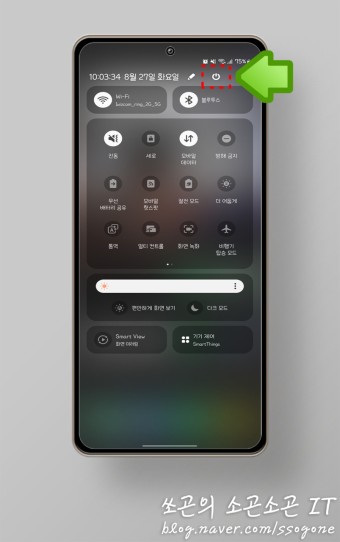 75%
10:03:34 8월 27일 화요일
Wi-Fi
블루투스
진동
세로
모바일
데이터
방해 금지
무선
배터리 공유
모바일
핫스팟
절전 모드
더 어둡게
통역
멀티 컨트롤
화면 녹화
비행기
탑승 모드
편안하게 화면 보기
다크 모드
Smart View
화면 미러링
기기 제어
SmartThings
쏘곤의 소곤소곤 IT
blog.naver.com/ssogone